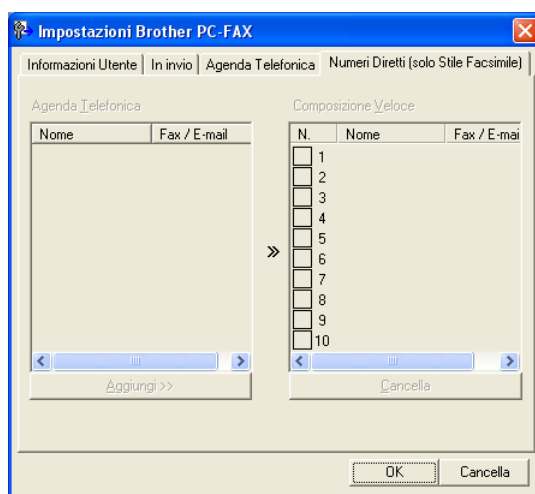 Impostazioni Brother PC-FAX
Informazioni Utente In invio Agenda Telefonica Numeri Diretti (solo Stile Facsimile)
Agenda Telefonica Composizione Veloce
Nome Fax / E-mail N. Nome Fax / E-mai
1
2
3
4
5
6
7
8
9
10
»
Aggiungi >> Cancella
OK Cancella